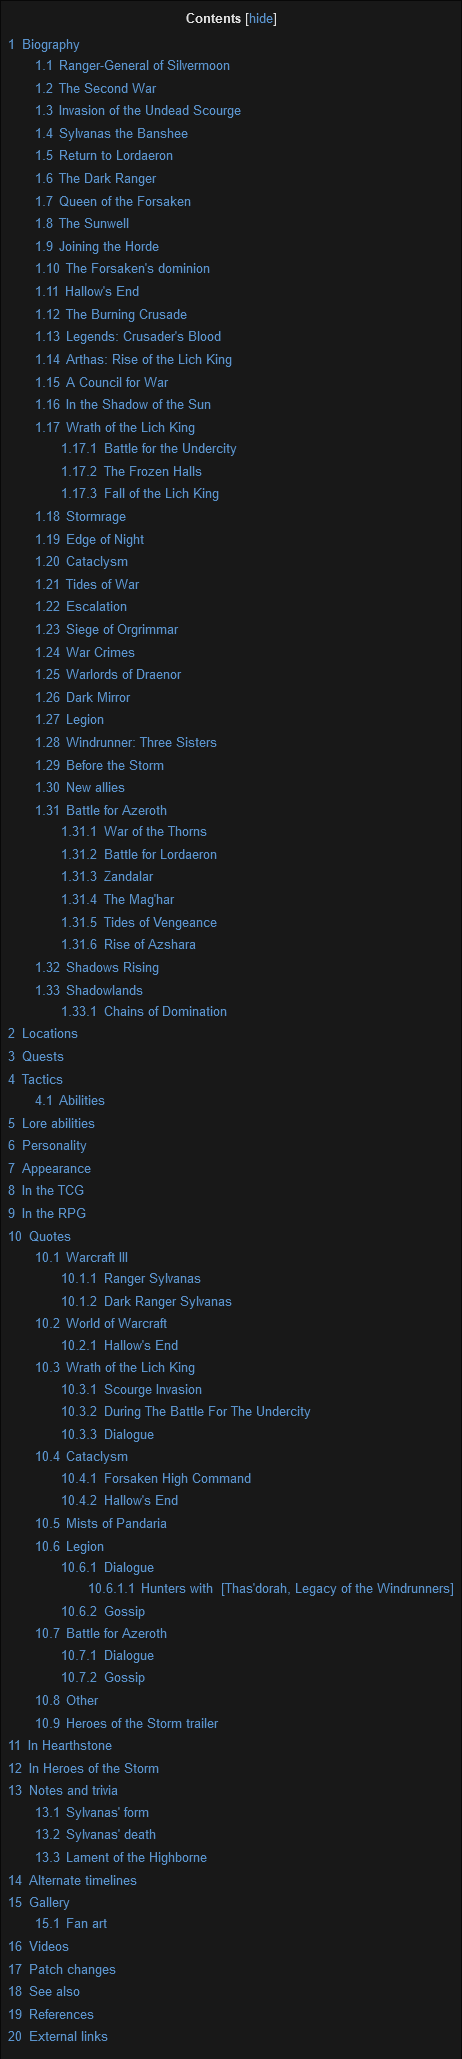 Contents [hide]
1 Biography
1.1 Ranger-General of Silvermoon
1.2 The Second War
1.3 Invasion of the Undead Scourge
1.4 Sylvanas the Banshee
1.5 Return to Lordaeron
1.6 The Dark Ranger
1.7 Queen of the Forsaken
1.8 The Sunwell
1.9 Joining the Horde
1.10 The Forsaken's dominion
1.11 Hallow's End
1.12 The Burning Crusade
1.13 Legends: Crusader's Blood
1.14 Arthas: Rise of the Lich King
1.15 A Council for War
1.16 In the Shadow of the Sun
1.17 Wrath of the Lich King
1.17.1 Battle for the Undercity
1.17.2 The Frozen Halls
1.17.3 Fall of the Lich King
1.18 Stormrage
1.19 Edge of Night
1.20 Cataclysm
1.21 Tides of War
1.22 Escalation
1.23 Siege of Orgrimmar
1.24 War Crimes
1.25 Warlords of Draenor
1.26 Dark Mirror
1.27 Legion
1.28 Windrunner: Three Sisters
1.29 Before the Storm
1.30 New allies
1.31 Battle for Azeroth
1.31.1 War of the Thorns
1.31.2 Battle for Lordaeron
1.31.3 Zandalar
1.31.4 The Mag'har
1.31.5 Tides of Vengeance
1.31.6 Rise of Azshara
1.32 Shadows Rising
1.33 Shadowlands
1.33.1 Chains of Domination
2 Locations
3 Quests
4 Tactics
4.1 Abilities
5 Lore abilities
6 Personality
7 Appearance
8 In the TCG
9 In the RPG
10 Quotes
10.1 Warcraft III
10.1.1 Ranger Sylvanas
10.1.2 Dark Ranger Sylvanas
10.2 World of Warcraft
10.2.1 Hallow's End
10.3 Wrath of the Lich King
10.3.1 Scourge Invasion
10.3.2 During The Battle For The Undercity
10.3.3 Dialogue
10.4 Cataclysm
10.4.1 Forsaken High Command
10.4.2 Hallow's End
10.5 Mists of Pandaria
10.6 Legion
10.6.1 Dialogue
10.6.1.1 Hunters with [Thas'dorah, Legacy of the Windrunners]
10.6.2 Gossip
10.7 Battle for Azeroth
10.7.1 Dialogue
10.7.2 Gossip
10.8 Other
10.9 Heroes of the Storm trailer
11 In Hearthstone
12 In Heroes of the Storm
13 Notes and trivia
13.1 Sylvanas' form
13.2 Sylvanas' death
13.3 Lament of the Highborne
14 Alternate timelines
15 Gallery
15.1 Fan art
16 Videos
17 Patch changes
18 See also
19 References
20 External links